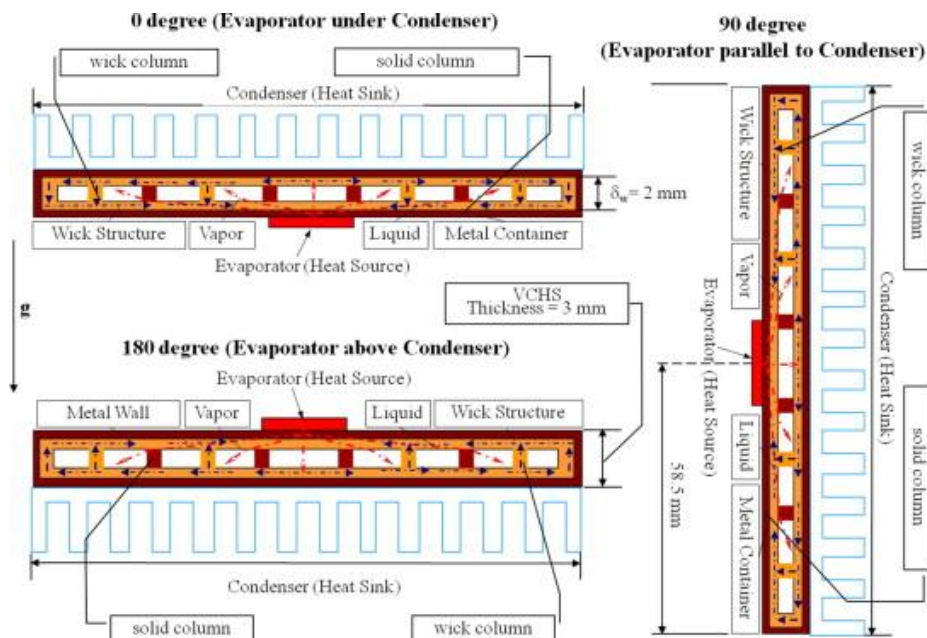 0 degree (Evaporator under Condenser)
wick column
solid column
Condenser (Heat Sink)
δw= 2 mm
Wick Structure
Vapor
Liquid
Metal Container
Evaporator (Heat Source)
VCHS
Thickness = 3 mm
180 degree (Evaporator above Condenser)
Evaporator (Heat Source)
Metal Wall
Vapor
Liquid
Wick Structure
Condenser (Heat Sink)
solid column
wick column
90 degree
(Evaporator parallel to Condenser)
Wick Structure
Vapor
Evaporator (Heat Source)
Liquid
Metal Container
58.5 mm
Condenser (Heat Sink)
wick column
solid column